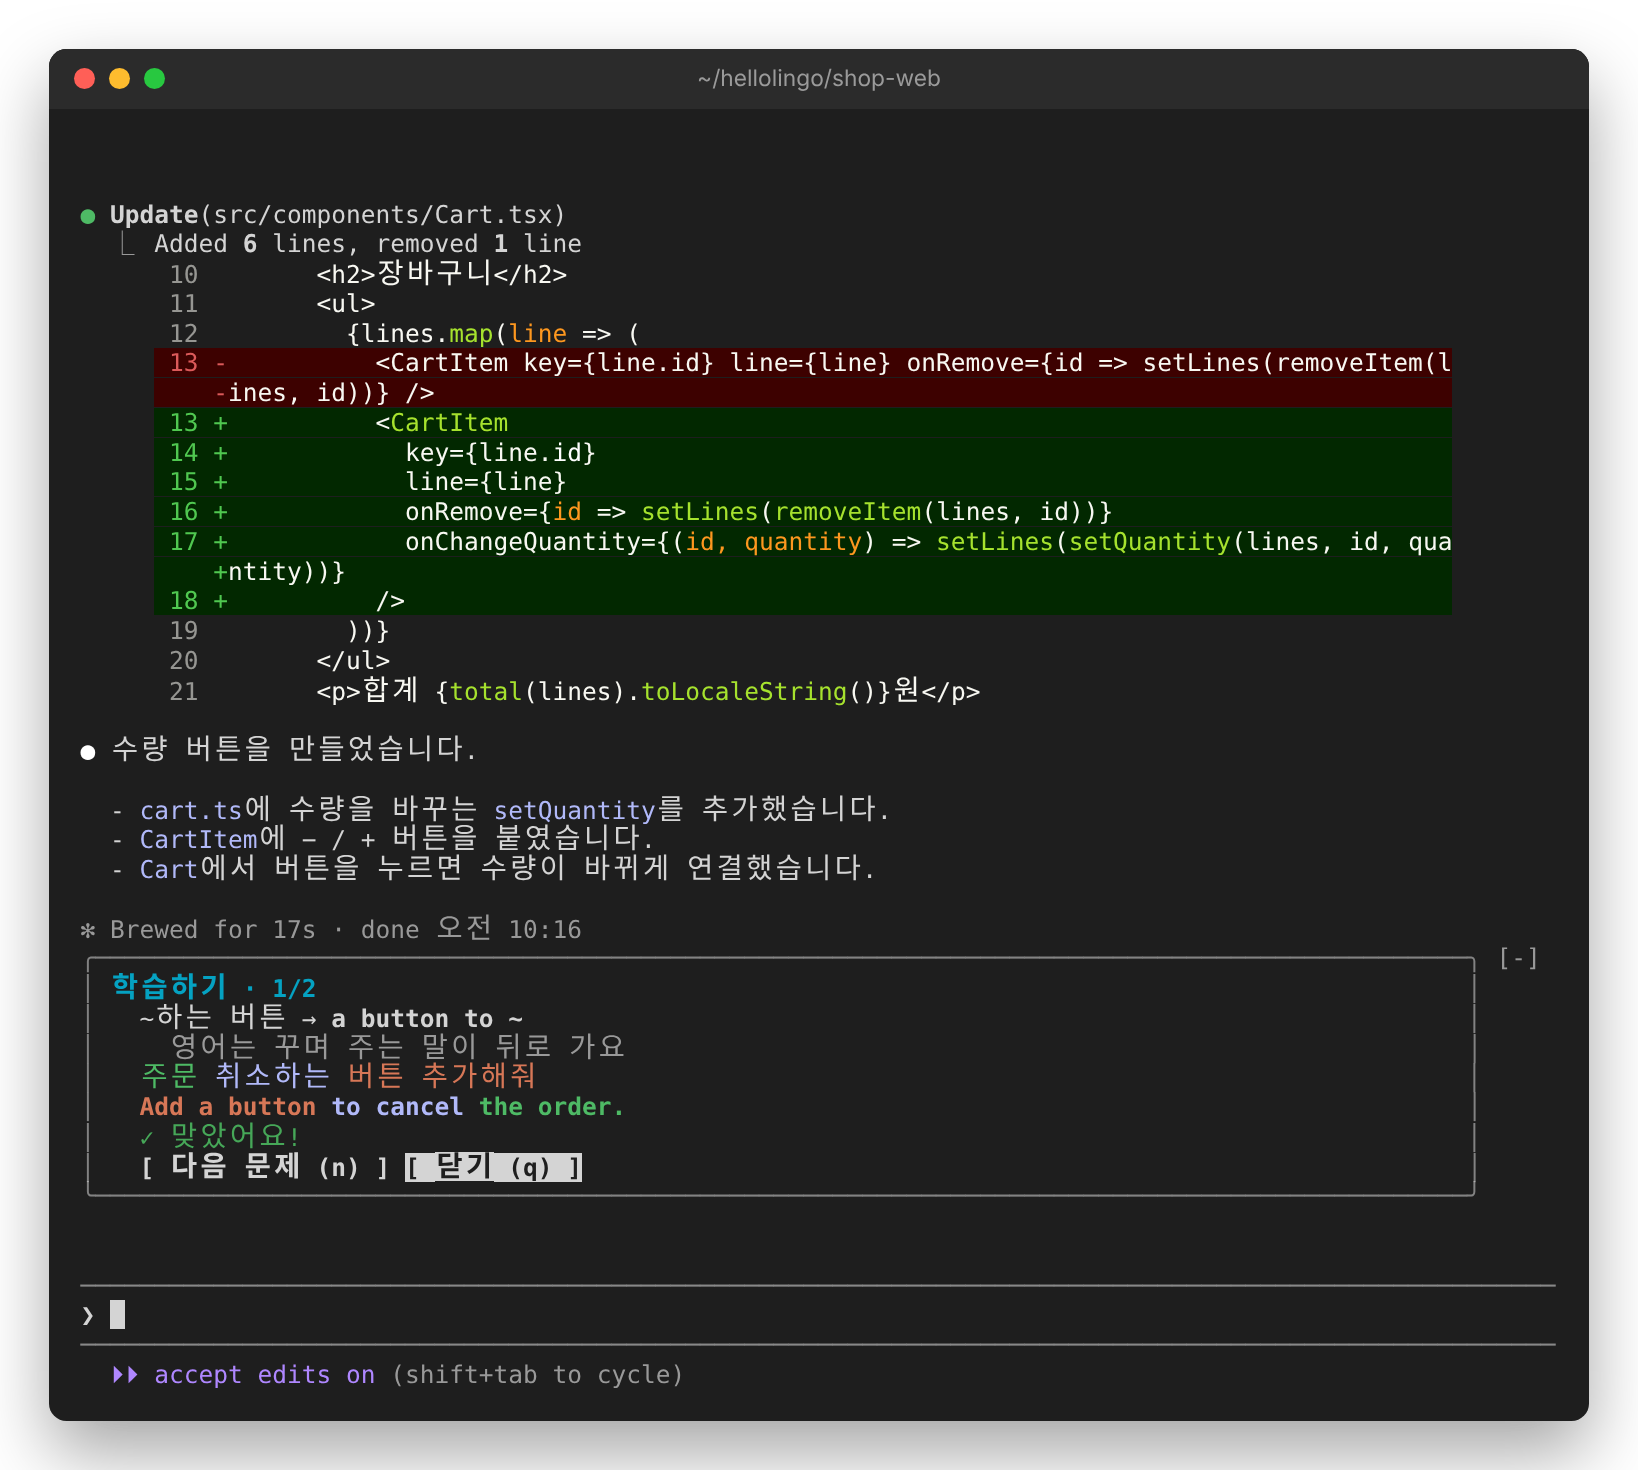 ~/hellolingo/shop-web
● Update(src/components/Cart.tsx)
⎿ Added 6 lines, removed 1 line
10 <h2>장바구니</h2>
11 <ul>
12 {lines.map(line => (
13 - <CartItem key={line.id} line={line} onRemove={id => setLines(removeItem(l
-ines, id))} />
13 + <CartItem
14 + key={line.id}
15 + line={line}
16 + onRemove={id => setLines(removeItem(lines, id))}
17 + onChangeQuantity={(id, quantity) => setLines(setQuantity(lines, id, qua
+ntity))}
18 + />
19 ))}
20 </ul>
21 <p>합계 {total(lines).toLocaleString()}원</p>
● 수량 버튼을 만들었습니다.
- cart.ts에 수량을 바꾸는 setQuantity를 추가했습니다.
- CartItem에 − / + 버튼을 붙였습니다.
- Cart에서 버튼을 누르면 수량이 바뀌게 연결했습니다.
✻ Brewed for 17s · done 오전 10:16
[-]
학습하기 · 1/2
~하는 버튼 → a button to ~
영어는 꾸며 주는 말이 뒤로 가요
주문 취소하는 버튼 추가해줘
Add a button to cancel the order.
✓ 맞았어요!
[ 다음 문제 (n) ] [ 닫기 (q) ]
❯
⏵⏵ accept edits on (shift+tab to cycle)